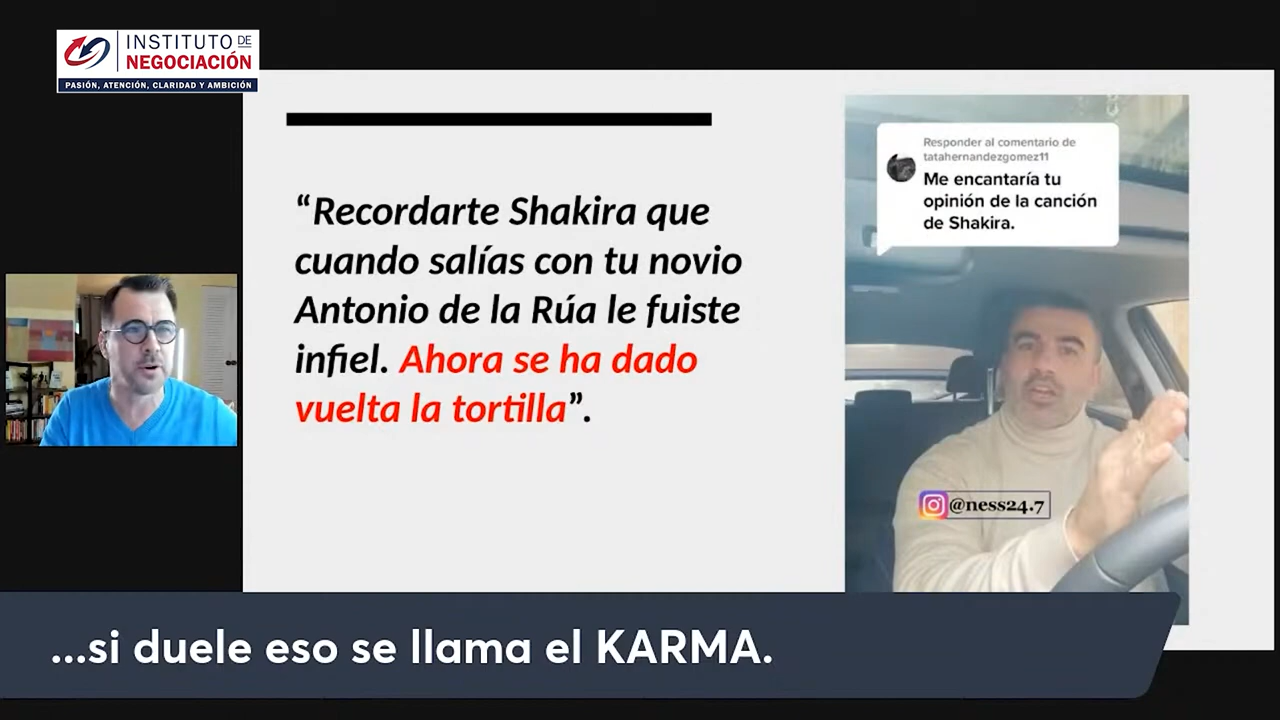 INSTITUTO DE
NEGOCIACIÓN
PASIÓN, ATENCIÓN, CLARIDAD Y AMBICIÓN
“Recordarte Shakira que
cuando salías con tu novio
Antonio de la Rúa le fuiste
infiel. Ahora se ha dado
vuelta la tortilla”.
Responder al comentario de
tatahernandezgomez11
Me encantaría tu
opinión de la canción
de Shakira.
@ness24.7
...si duele eso se llama el KARMA.